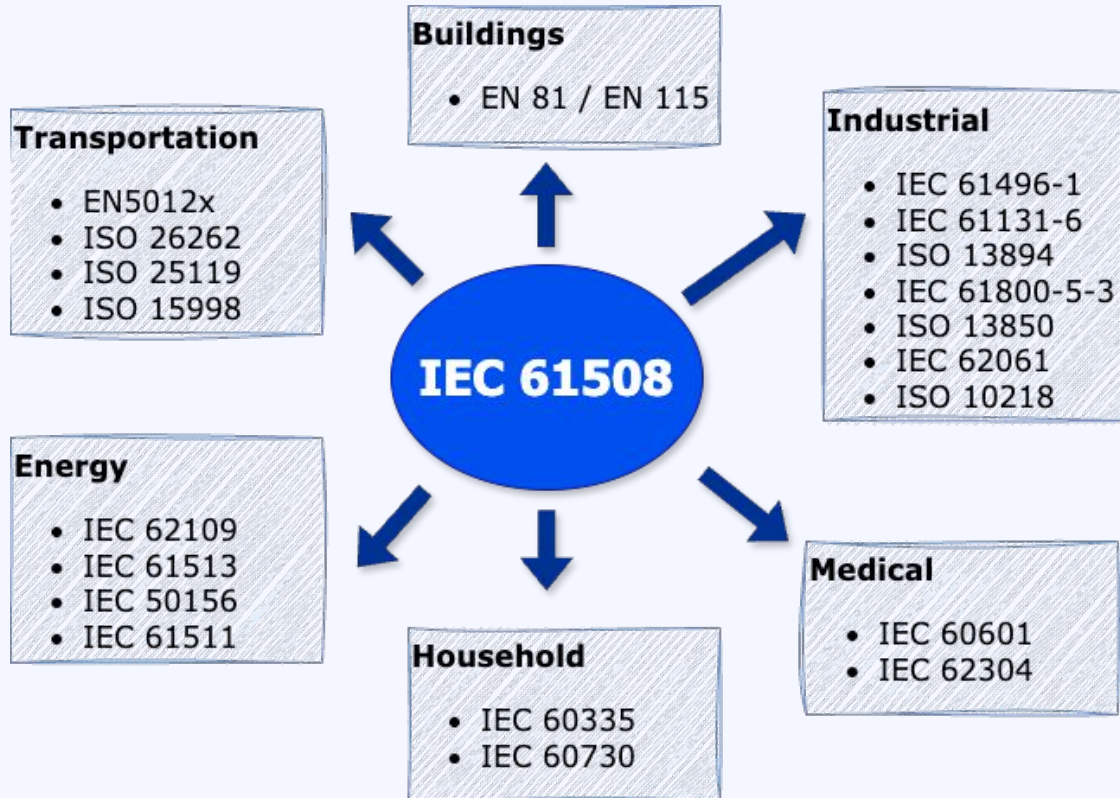 Buildings
• EN 81 / EN 115
Transportation
• EN5012x
• ISO 26262
• ISO 25119
• ISO 15998
Industrial
• IEC 61496-1
• IEC 61131-6
• ISO 13894
• IEC 61800-5-3
• ISO 13850
• IEC 62061
• ISO 10218
IEC 61508
Energy
• IEC 62109
• IEC 61513
• IEC 50156
• IEC 61511
Household
• IEC 60335
• IEC 60730
Medical
• IEC 60601
• IEC 62304